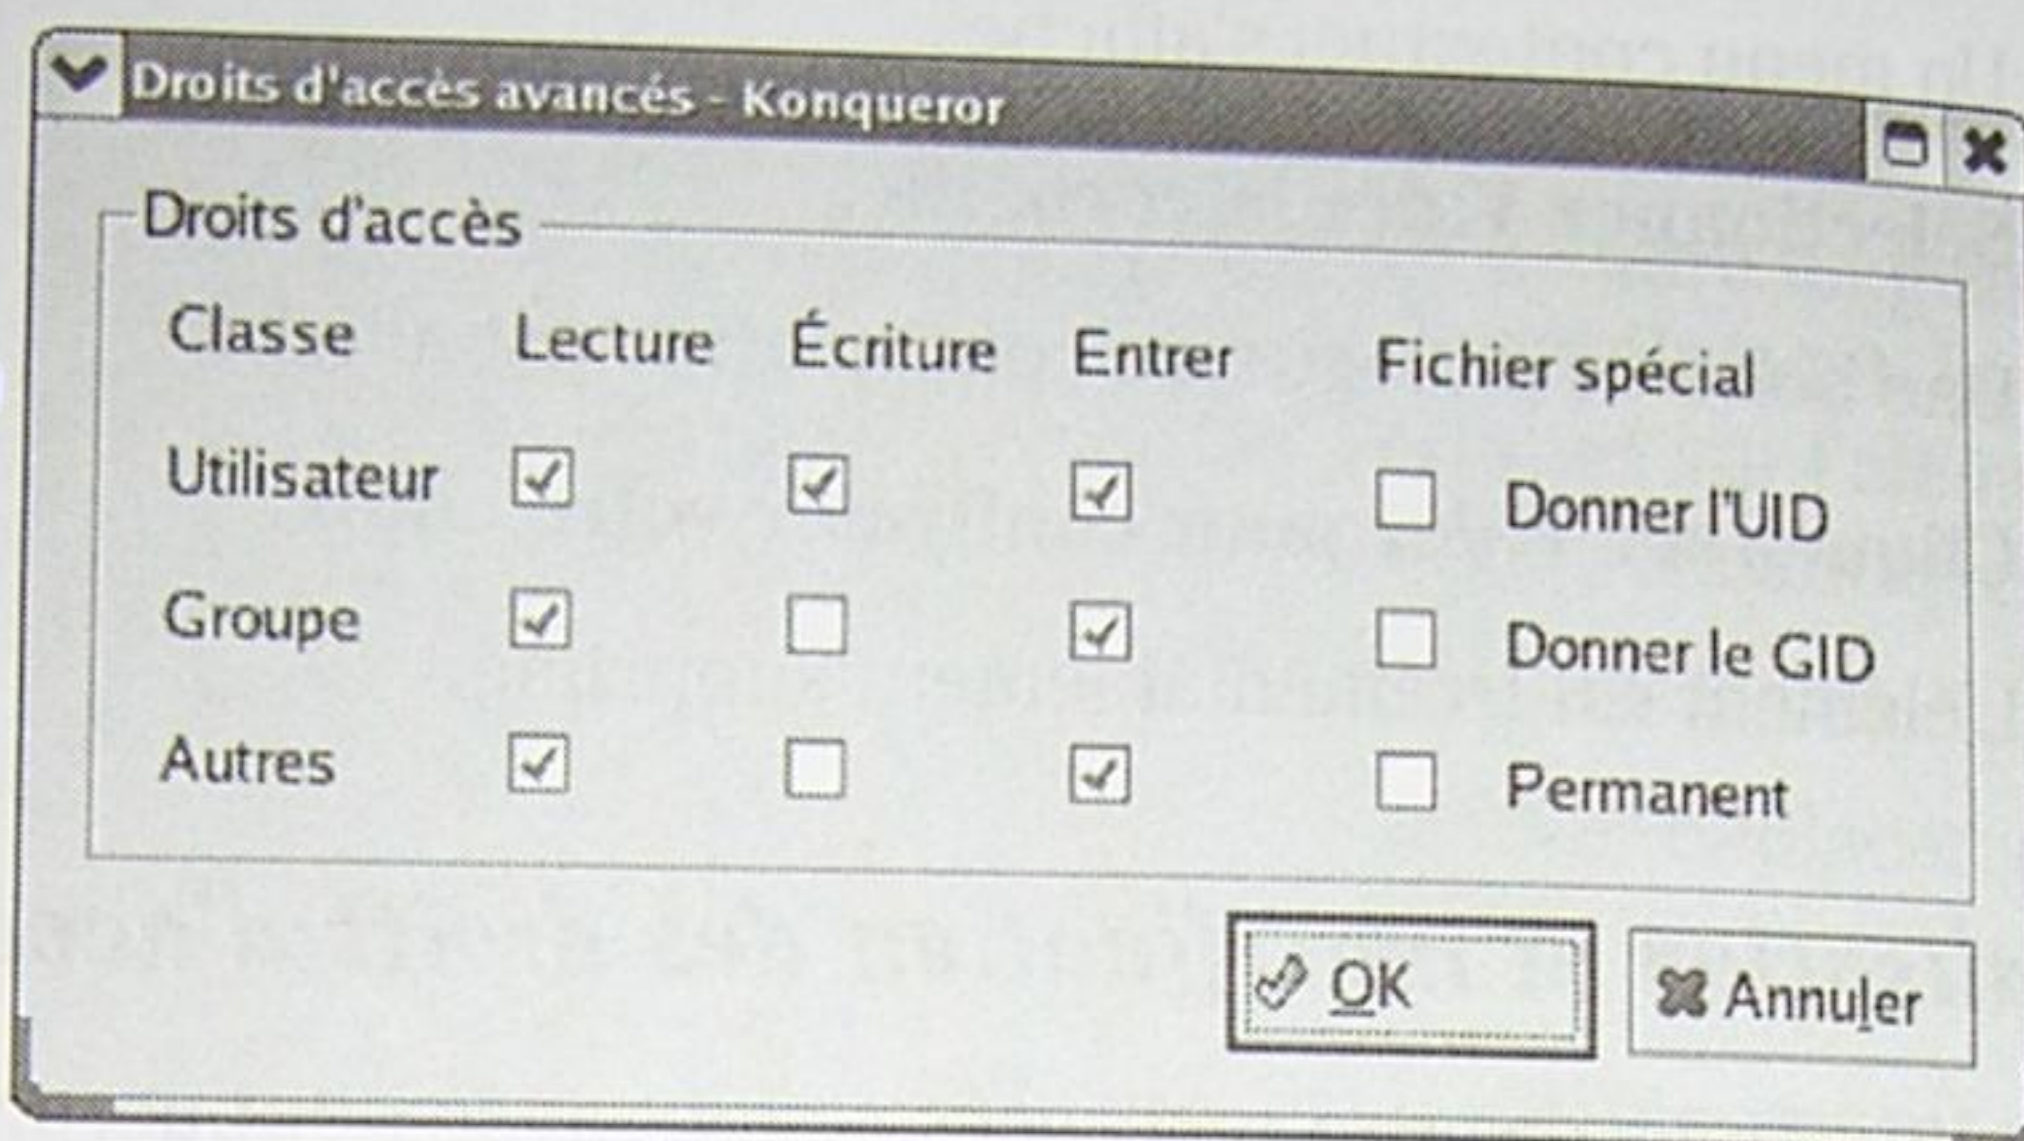 Droits d'accès avancés - Konqueror
Droits d'accès
Classe Lecture Écriture Entrer Fichier spécial
Utilisateur Donner l'UID
Groupe Donner le GID
Autres Permanent
OK Annuler